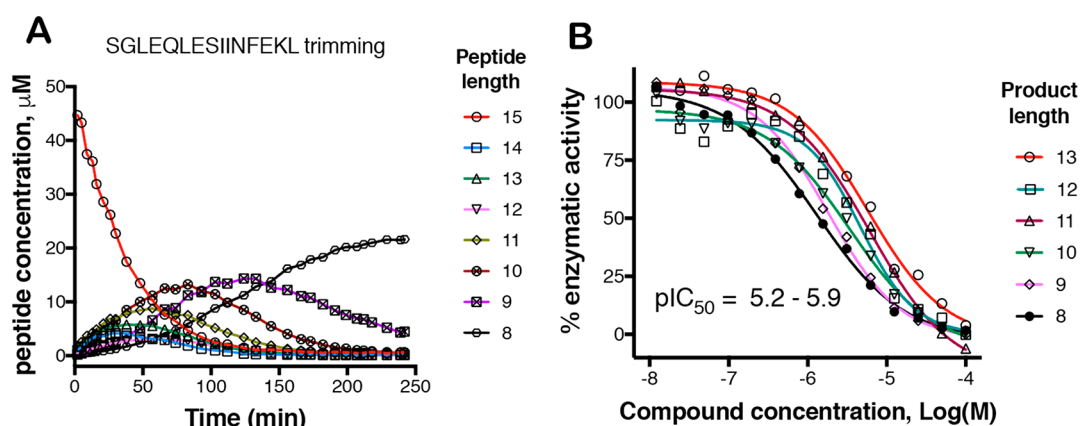 A
SGLEQLESIINFEKL trimming
peptide concentration, µM
50
40
30
20
10
0
0 50 100 150 200 250
Time (min)
Peptide
length
15
14
13
12
11
10
9
8
B
% enzymatic activity
100
75
50
25
0
pIC50 = 5.2 - 5.9
-8 -7 -6 -5 -4
Compound concentration, Log(M)
Product
length
13
12
11
10
9
8